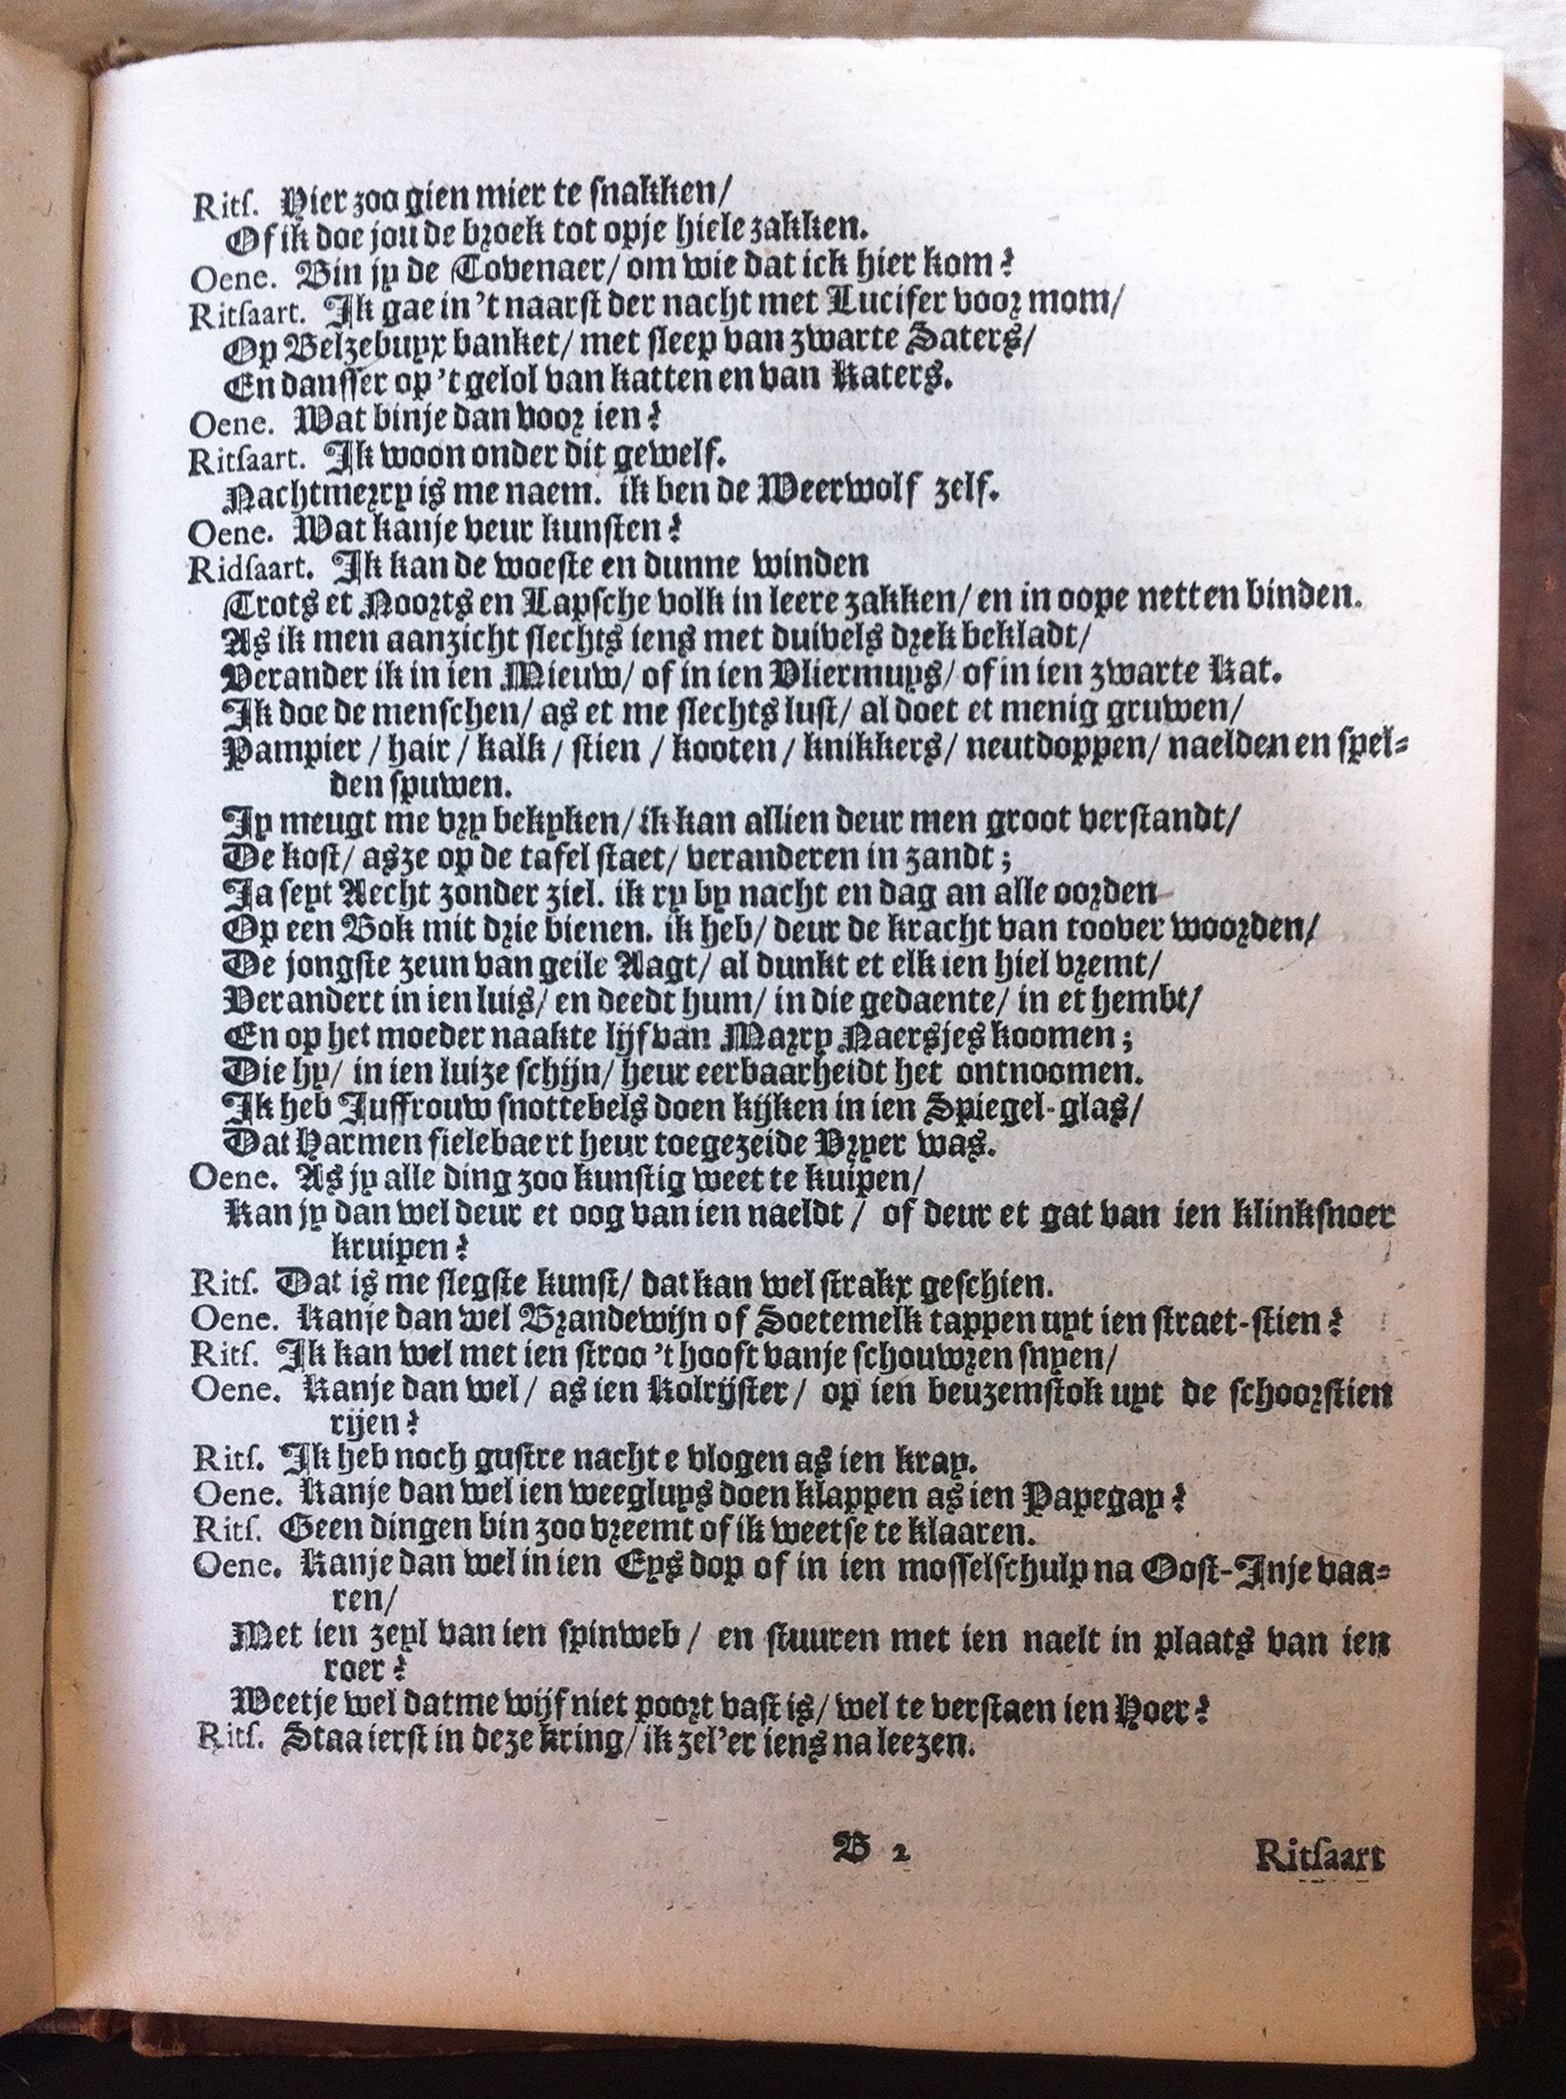 Ritſ. Hier zoo gien mier te ſnakken/
Of ik doe jou de broek tot opje hiele zakken.
Oene. Bin jy de Tovenaer/ om wie dat ick hier kom?
Ritſaart. Ik gae in 't naarſt der nacht met Lucifer voor mom/
Op Belzebuyx banket/ met ſleep van zwarte Saters/
En danſſer op 't gelol van katten en van Katers.
Oene. Wat binje dan voor ien?
Ritſaart. Ik woon onder dit gewelf.
Nachtmerry is me naem. ik ben de Weerwolf zelf.
Oene. Wat kanje veur kunſten?
Ridſaart. Ik kan de woeſte en dunne winden
Trots et Noorts en Lapſche volk in leere zakken/ en in oope netten binden.
As ik men aanzicht ſlechts iens met duivels drek bekladt/
Verander ik in ien Mieuw/ of in ien Vliermuys/ of in ien zwarte Kat.
Ik doe de menſchen/ as et me ſlechts luſt/ al doet et menig gruwen/
Pampier / hair / kalk / ſtien / kooten / knikkers/ neutdoppen/ naelden en ſpel-
den ſpuwen.
Jy meugt me vry bekyken/ ik kan allien deur men groot verſtandt/
De koſt/ asze op de tafel ſtaet/ veranderen in zandt;
Ja ſeyt Aecht zonder ziel. ik ry by nacht en dag an alle oorden
Op een Bok mit drie bienen. ik heb/ deur de kracht van toover woorden/
De jongſte zeun van geile Aagt/ al dunkt et elk ien hiel vremt/
Verandert in ien luis/ en deedt hum/ in die gedaente/ in et hembt/
En op het moeder naakte lijf van Marry Naersjes koomen;
Die hy/ in ien luize ſchijn/ heur eerbaarheidt het ontnoomen.
Ik heb Juffrouw ſnottebels doen kijken in ien Spiegel-glas/
Dat Harmen fielebaert heur toegezeide Vryer was.
Oene. As jy alle ding zoo kunſtig weet te kuipen/
Kan jy dan wel deur et oog van ien naeldt / of deur et gat van ien klinkſnoer
kruipen?
Ritſ. Dat is me ſlegſte kunſt/ dat kan wel ſtrakx geſchien.
Oene. Kanje dan wel Brandewijn of Soetemelk tappen uyt ien ſtraet-ſtien?
Ritſ. Ik kan wel met ien ſtroo 't hooft vanje ſchouwren ſnyen/
Oene. Kanje dan wel/ as ien Kolrijſter/ op ien beuzemſtok uyt de ſchoorſtien
rijen?
Ritſ. Ik heb noch guſtre nacht e vlogen as ien kray.
Oene. Kanje dan wel ien weegluys doen klappen as ien Papegay?
Ritſ. Geen dingen bin zoo vreemt of ik weetſe te klaaren.
Oene. Kanje dan wel in ien Eys dop of in ien moſſelſchulp na Ooſt-Inje vaa-
ren/
Met ien zeyl van ien ſpinweb / en ſtuuren met ien naelt in plaats van ien
roer?
Weetje wel datme wijf niet poort vaſt is/ wel te verſtaen ien Hoer?
Ritſ. Staa ierſt in deze kring/ ik zel'er iens na leezen.
B 2
Ritſaart